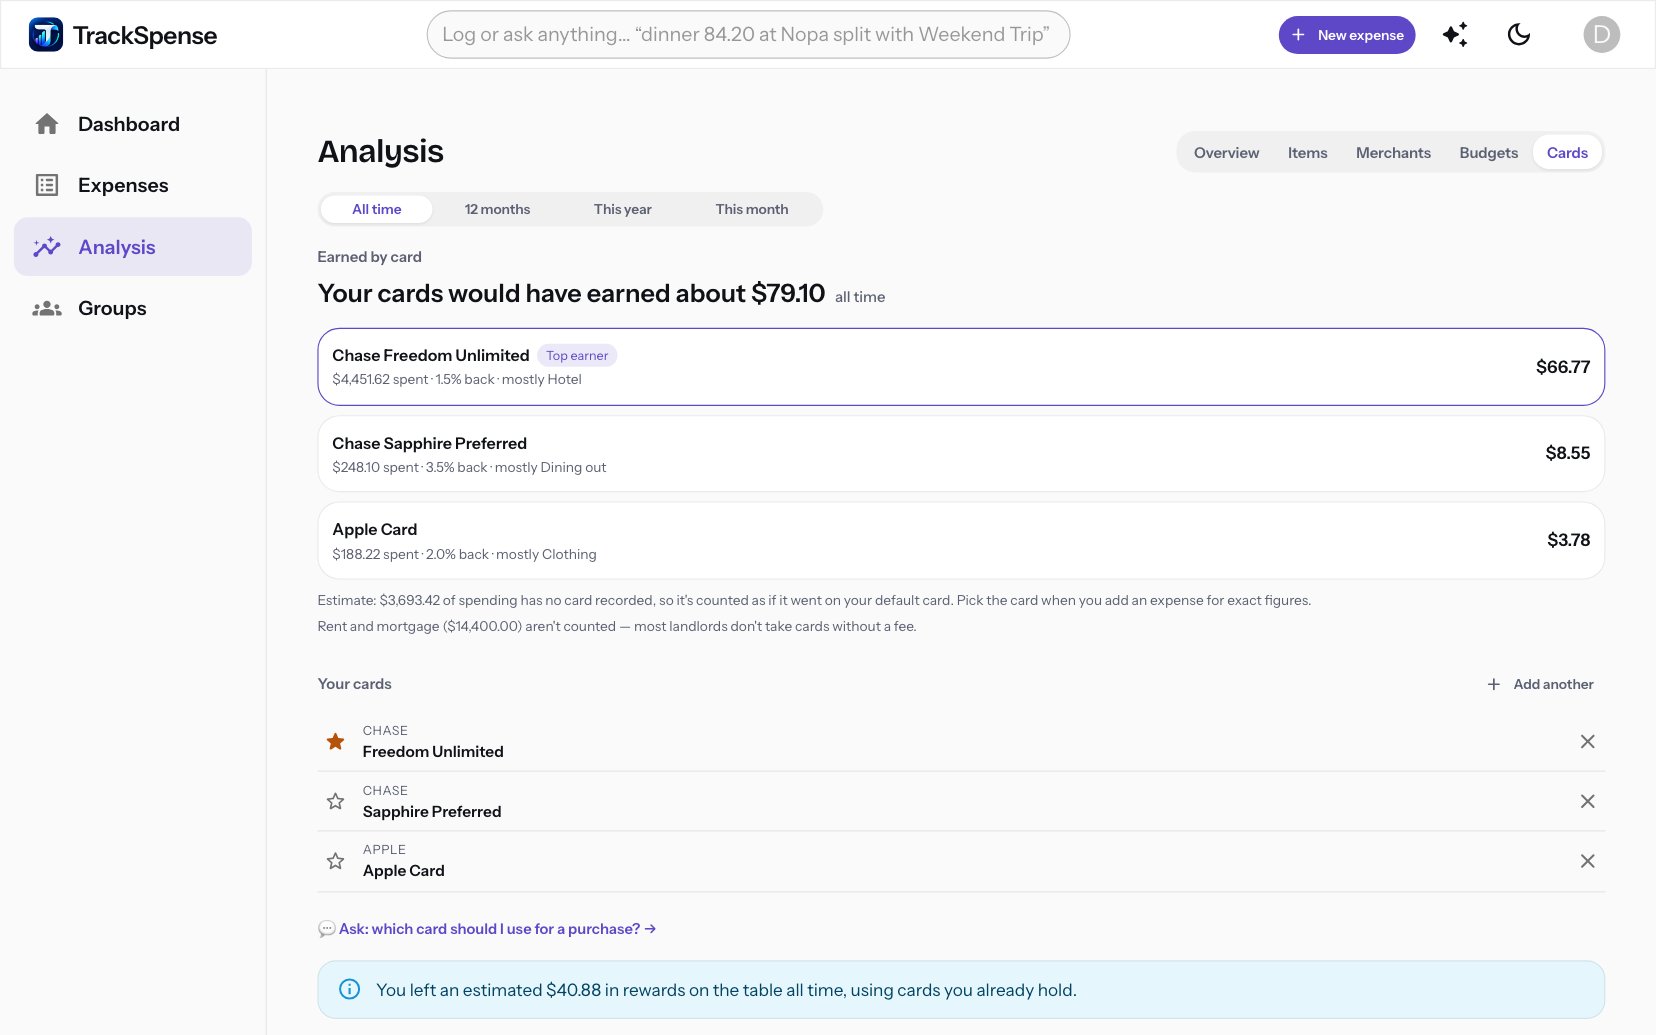 TrackSpense
Log or ask anything... “dinner 84.20 at Nopa split with Weekend Trip”
+ New expense
D
Dashboard
Expenses
Analysis
Groups
Analysis
Overview Items Merchants Budgets Cards
All time 12 months This year This month
Earned by card
Your cards would have earned about $79.10 all time
Chase Freedom Unlimited Top earner
$4,451.62 spent · 1.5% back · mostly Hotel
$66.77
Chase Sapphire Preferred
$248.10 spent · 3.5% back · mostly Dining out
$8.55
Apple Card
$188.22 spent · 2.0% back · mostly Clothing
$3.78
Estimate: $3,693.42 of spending has no card recorded, so it's counted as if it went on your default card. Pick the card when you add an expense for exact figures.
Rent and mortgage ($14,400.00) aren't counted — most landlords don't take cards without a fee.
Your cards
+ Add another
CHASE
Freedom Unlimited
CHASE
Sapphire Preferred
APPLE
Apple Card
Ask: which card should I use for a purchase? →
You left an estimated $40.88 in rewards on the table all time, using cards you already hold.